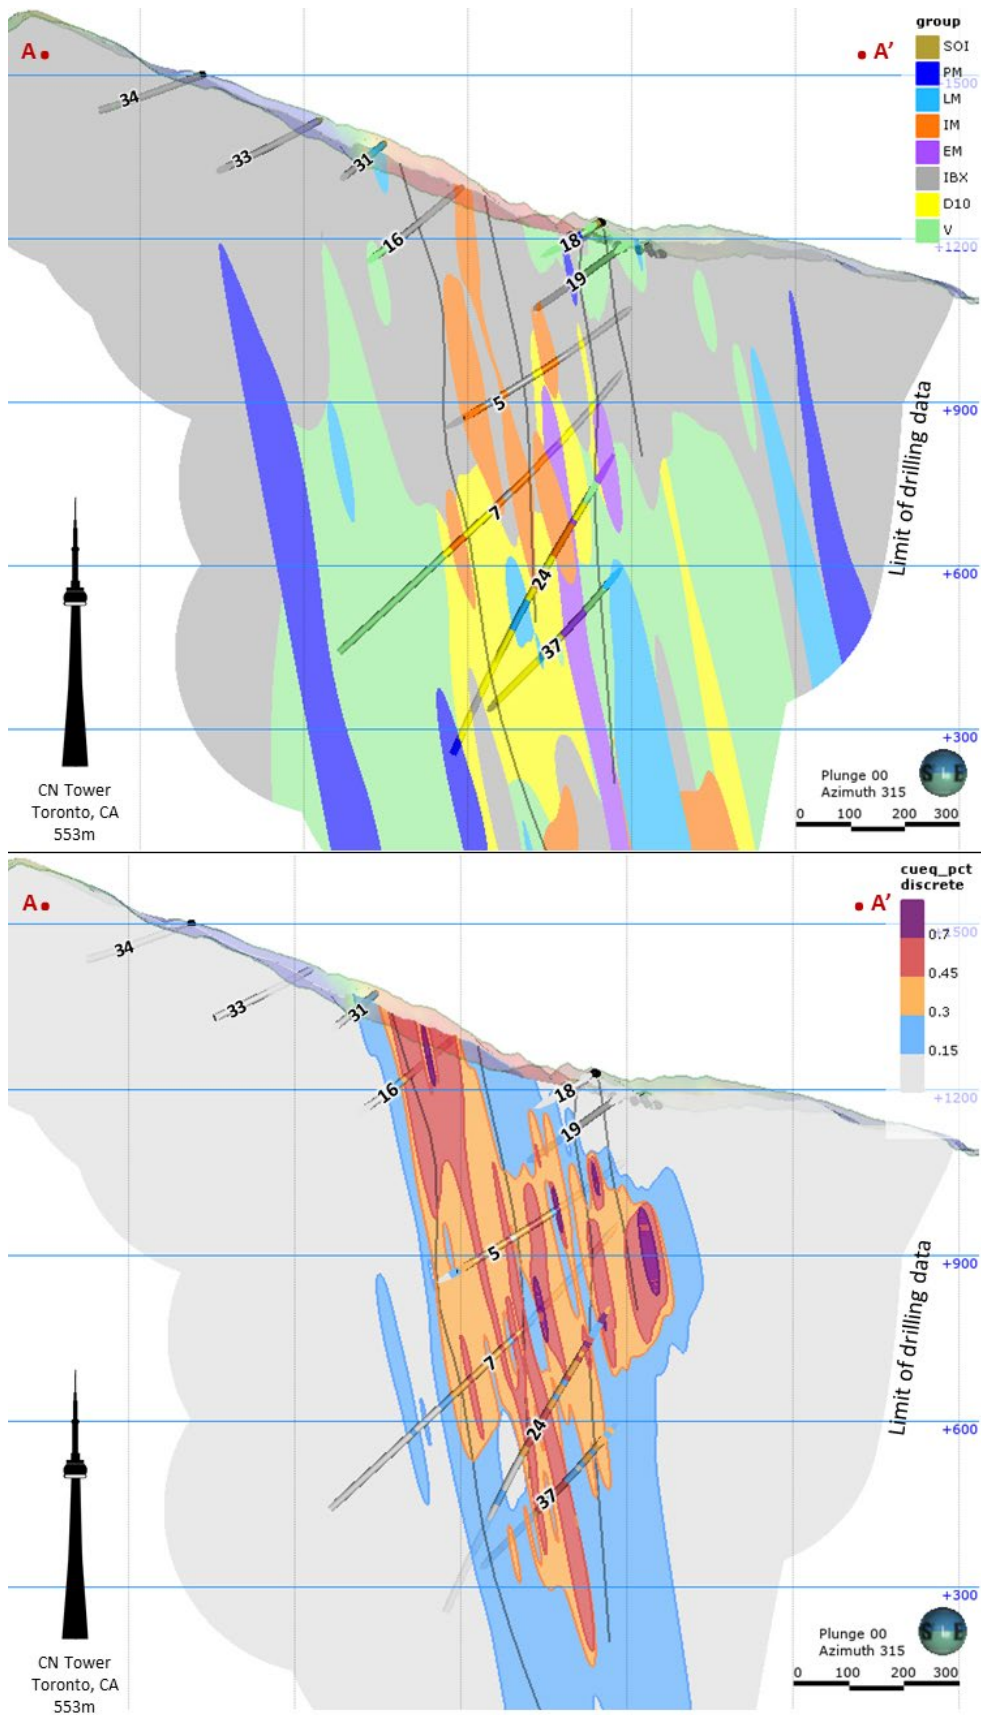 A
A'
group
SOI
PM
+1500
LM
IM
EM
IBX
D10
V
+1200
34
33
31
16
18
19
5
+900
Limit of drilling data
7
24
+600
37
+300
CN Tower
Toronto, CA
553m
Plunge 00
Azimuth 315
S E
0 100 200 300
cueq_pct
discrete
A
A'
0.7
+1500
0.45
0.3
0.15
+1200
34
33
31
16
18
19
5
+900
Limit of drilling data
7
24
+600
37
+300
CN Tower
Toronto, CA
553m
Plunge 00
Azimuth 315
S E
0 100 200 300